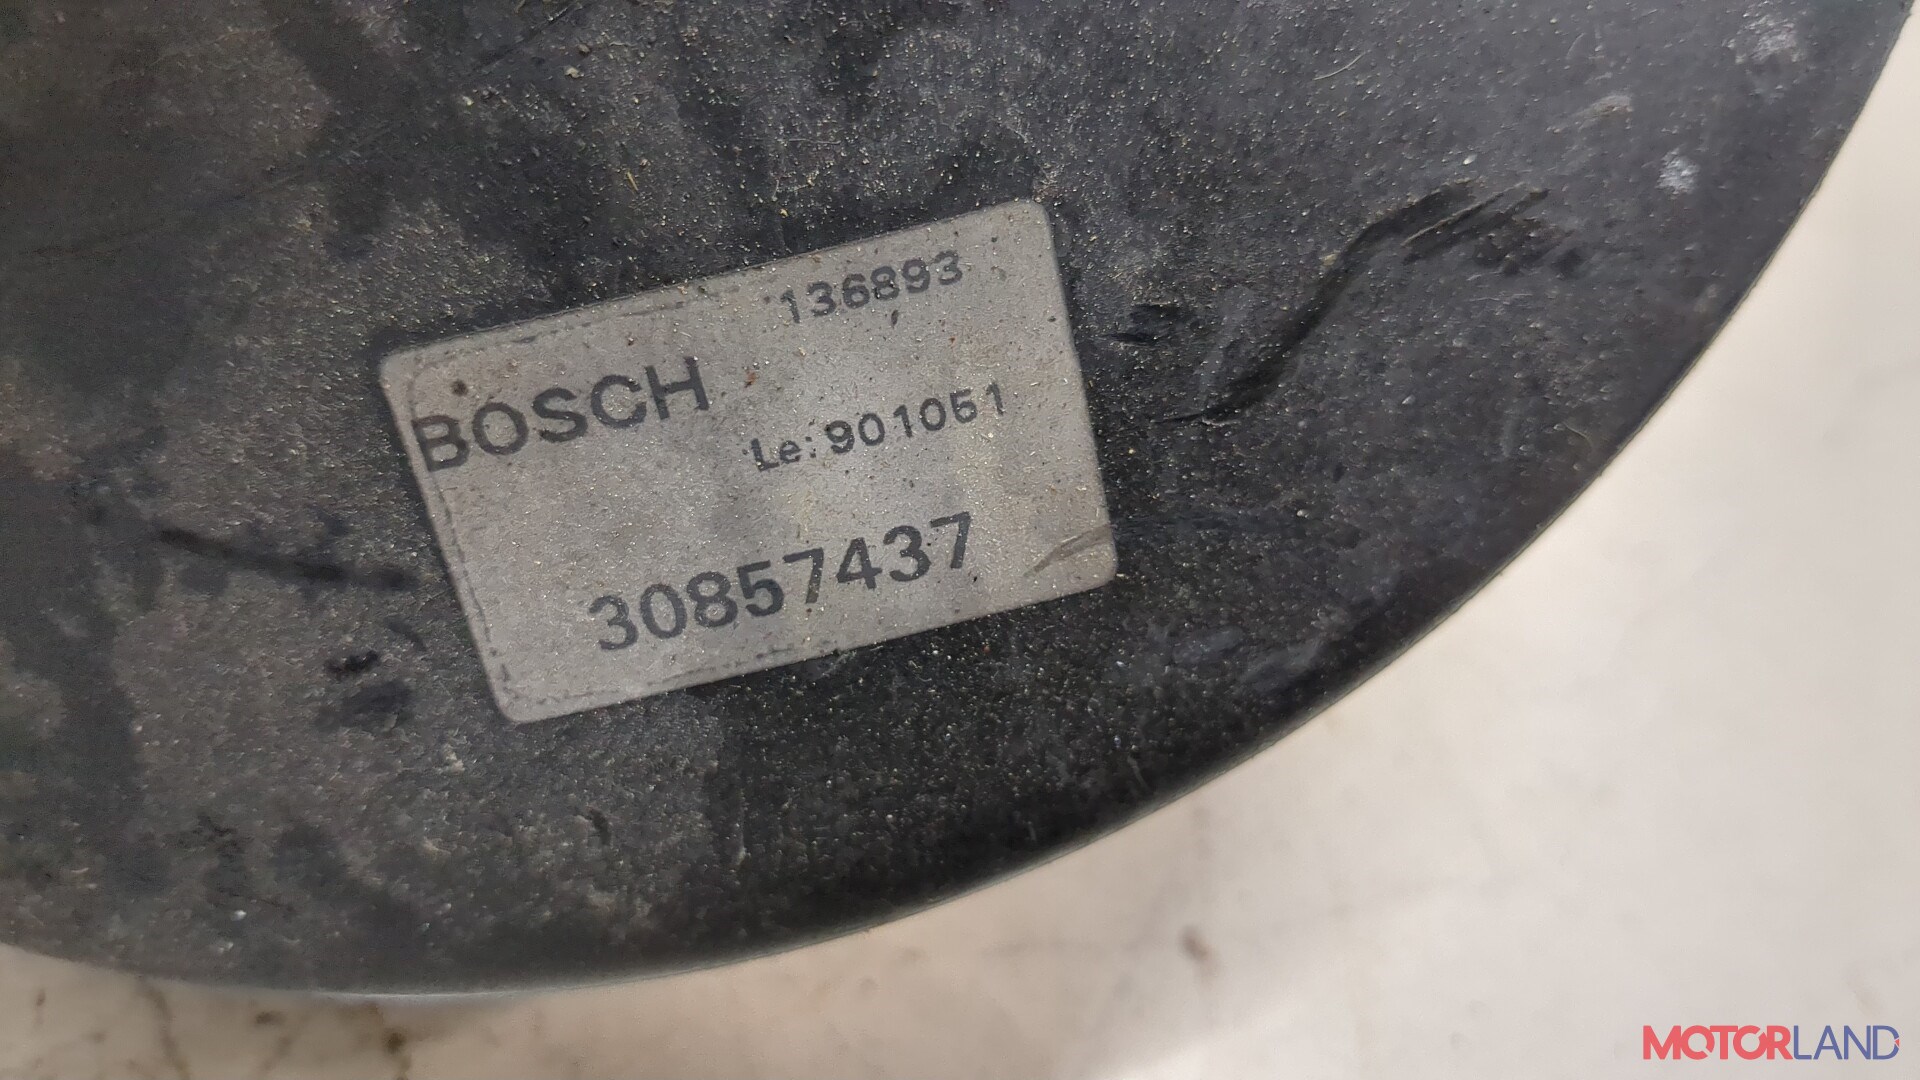 136893
BOSCH
Le: 901051
30857437
MOTORLAND